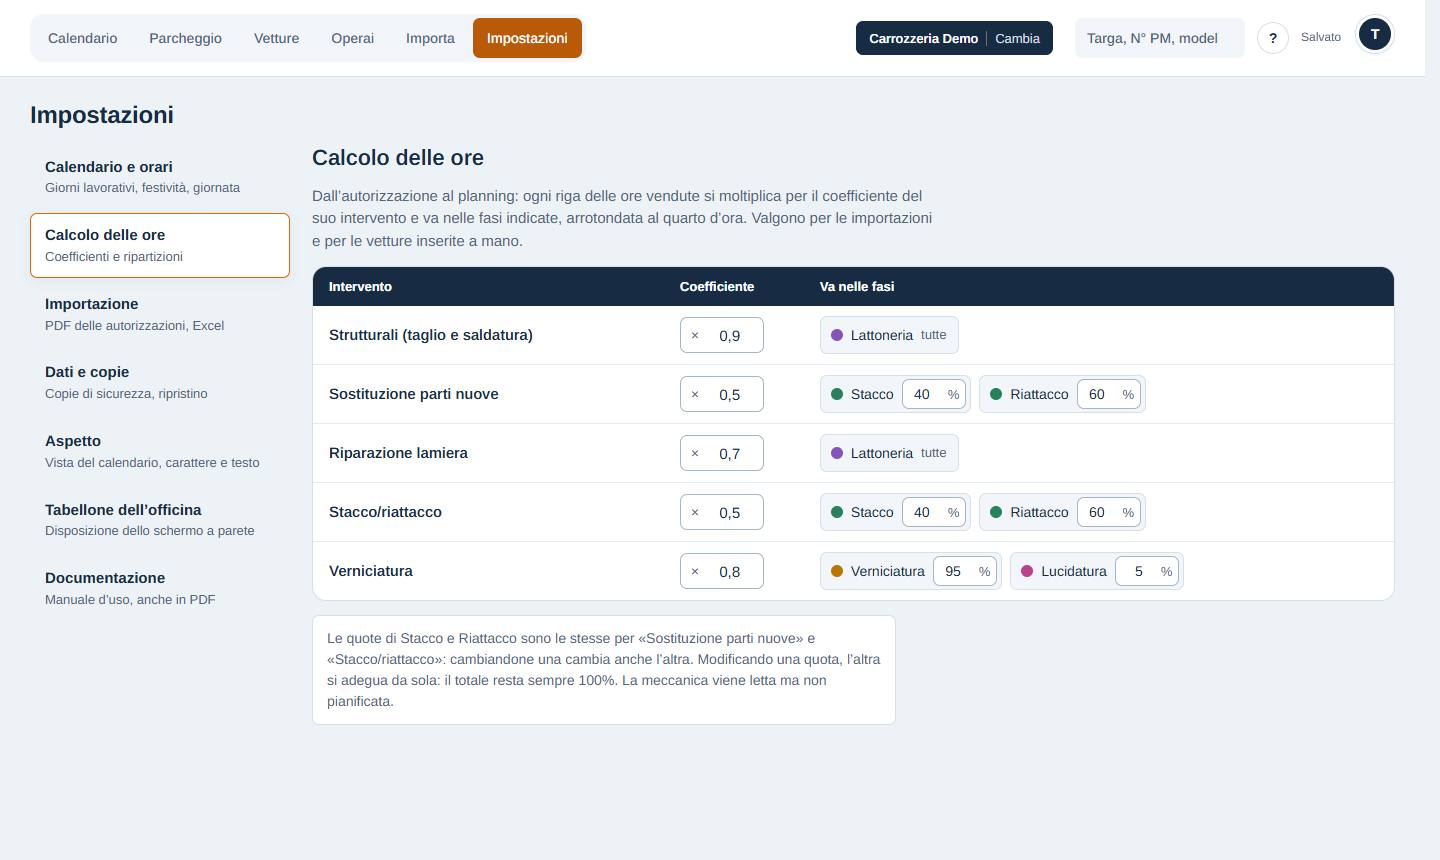 Calendario Parcheggio Vetture Operai Importa Impostazioni Carrozzeria Demo Cambia Targa, N° PM, model ? Salvato T
Impostazioni
Calendario e orari
Giorni lavorativi, festività, giornata
Calcolo delle ore
Coefficienti e ripartizioni
Importazione
PDF delle autorizzazioni, Excel
Dati e copie
Copie di sicurezza, ripristino
Aspetto
Vista del calendario, carattere e testo
Tabellone dell’officina
Disposizione dello schermo a parete
Documentazione
Manuale d’uso, anche in PDF
Calcolo delle ore
Dall’autorizzazione al planning: ogni riga delle ore vendute si moltiplica per il coefficiente del
suo intervento e va nelle fasi indicate, arrotondata al quarto d’ora. Valgono per le importazioni
e per le vetture inserite a mano.
Intervento Coefficiente Va nelle fasi
Strutturali (taglio e saldatura) × 0,9 Lattoneria tutte
Sostituzione parti nuove × 0,5 Stacco 40 % Riattacco 60 %
Riparazione lamiera × 0,7 Lattoneria tutte
Stacco/riattacco × 0,5 Stacco 40 % Riattacco 60 %
Verniciatura × 0,8 Verniciatura 95 % Lucidatura 5 %
Le quote di Stacco e Riattacco sono le stesse per «Sostituzione parti nuove» e
«Stacco/riattacco»: cambiandone una cambia anche l’altra. Modificando una quota, l’altra
si adegua da sola: il totale resta sempre 100%. La meccanica viene letta ma non
pianificata.